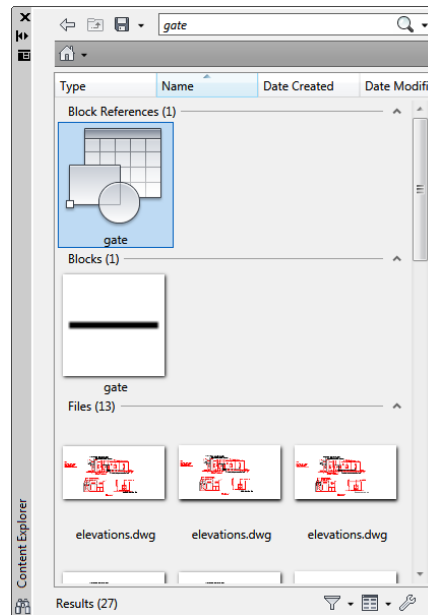 gate
Type Name Date Created Date Modifi
Block References (1)
gate
Blocks (1)
gate
Files (13)
elevations.dwg elevations.dwg elevations.dwg
Content Explorer
Results (27)